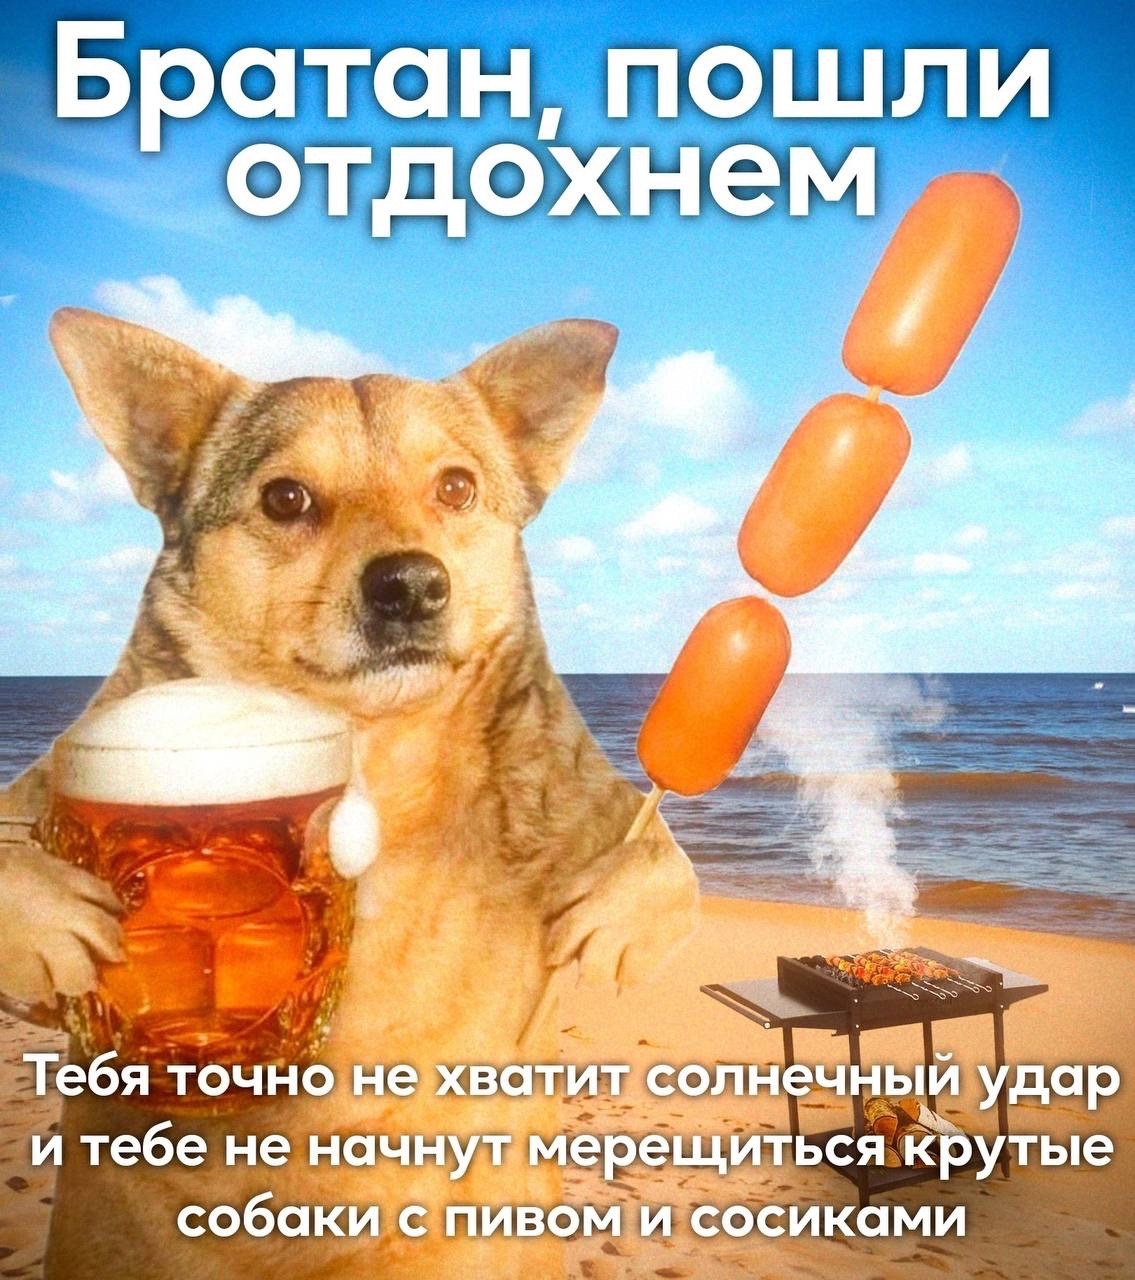 Братан, пошли
отдохнем
Тебя точно не хватит солнечный удар
и тебе не начнут мерещиться крутые
собаки с пивом и сосиками